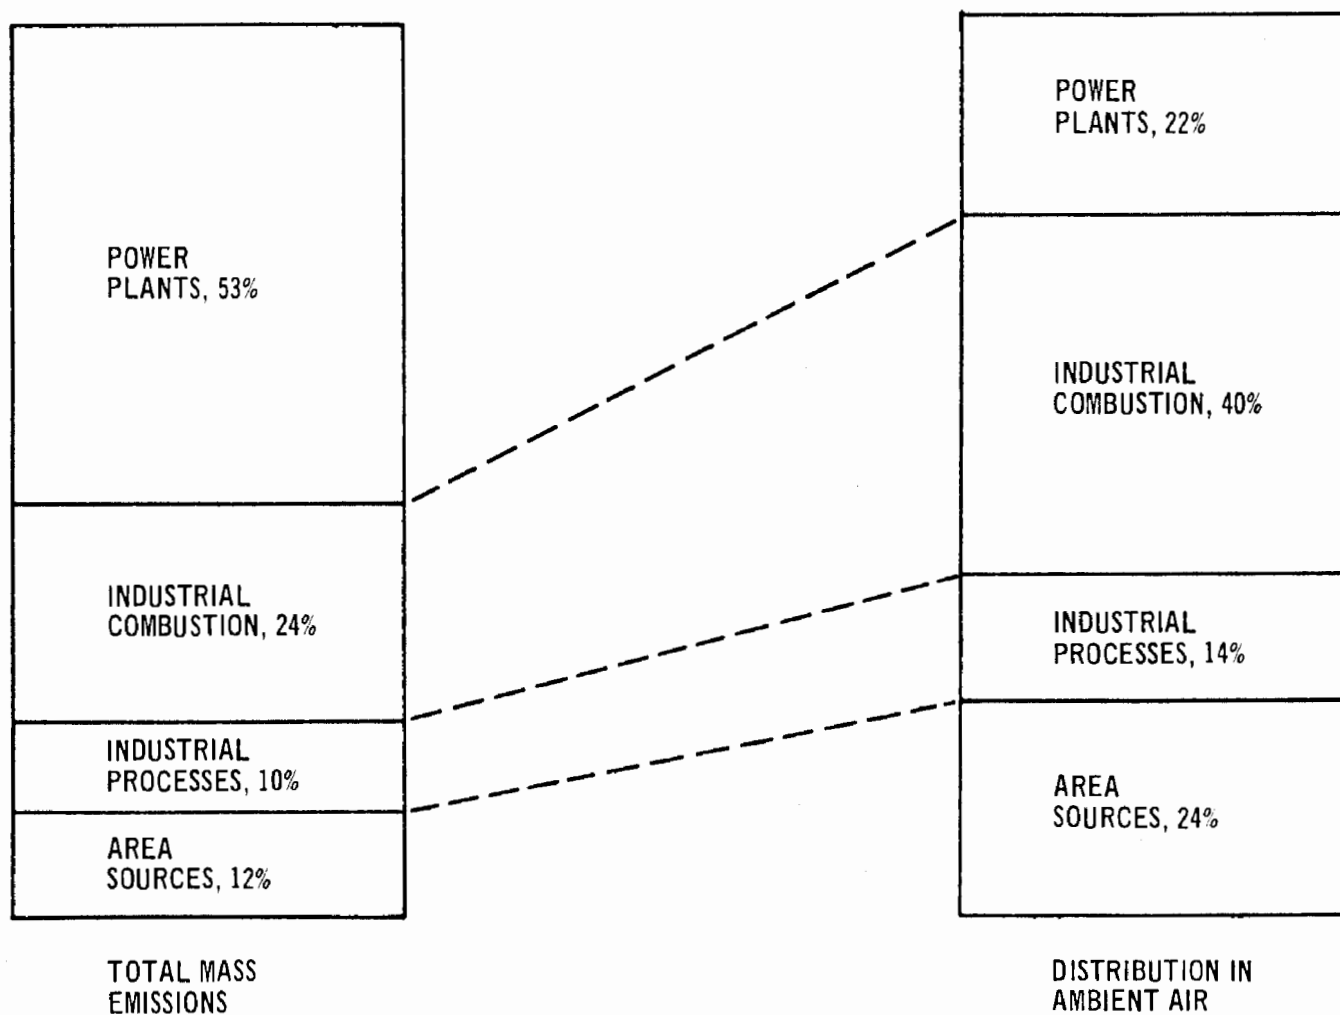 POWER
PLANTS, 53%
INDUSTRIAL
COMBUSTION, 24%
INDUSTRIAL
PROCESSES, 10%
AREA
SOURCES, 12%
TOTAL MASS
EMISSIONS
POWER
PLANTS, 22%
INDUSTRIAL
COMBUSTION, 40%
INDUSTRIAL
PROCESSES, 14%
AREA
SOURCES, 24%
DISTRIBUTION IN
AMBIENT AIR